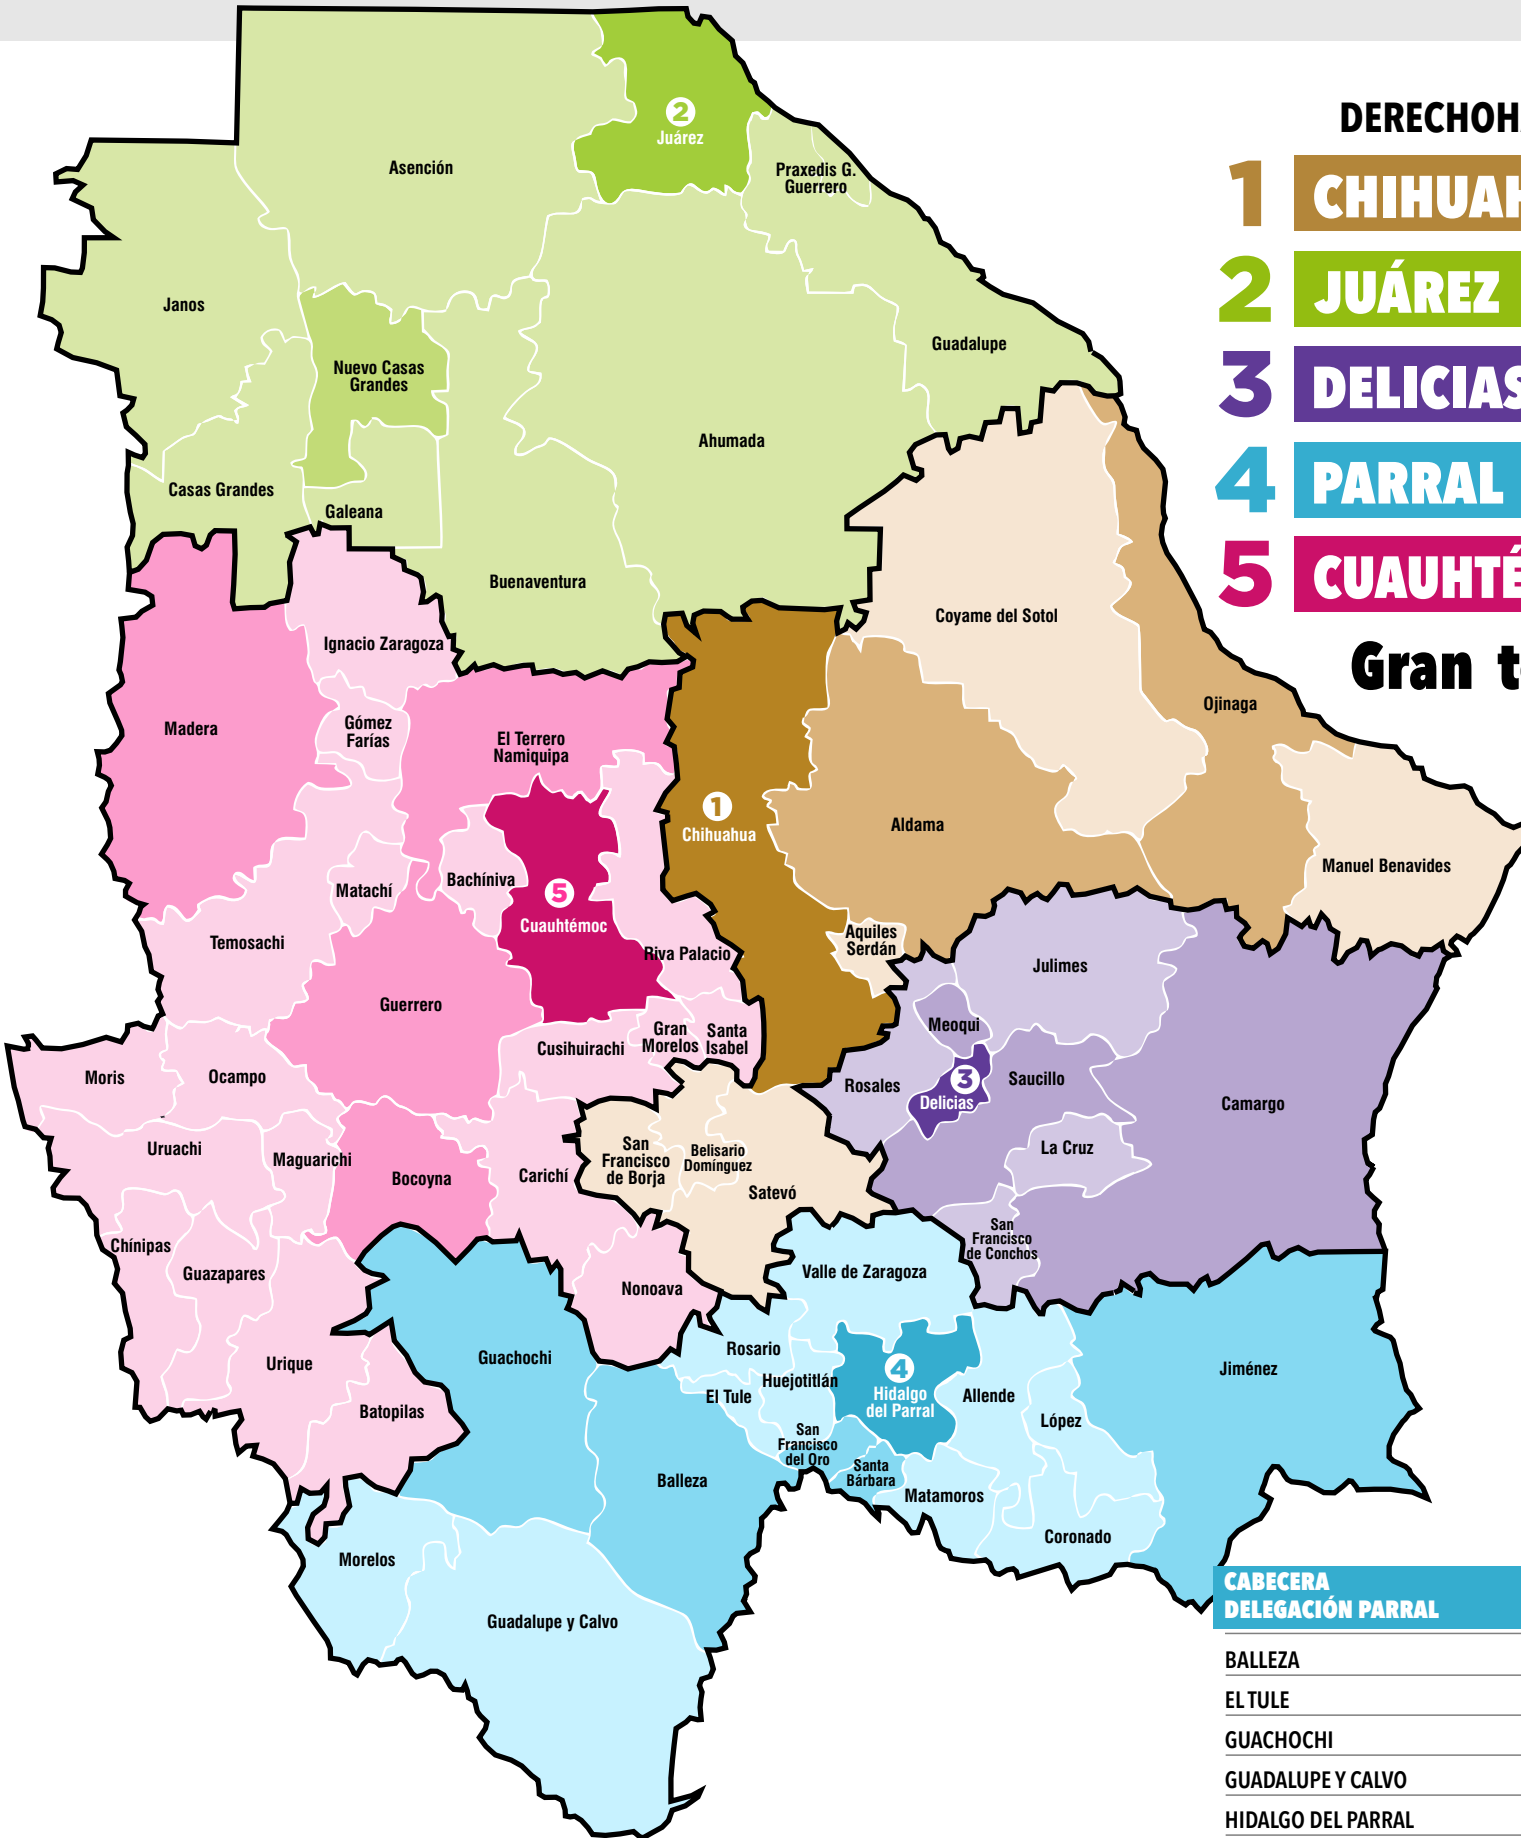 DERECHOH
1 CHIHUAH
2 JUÁREZ
3 DELICIAS
4 PARRAL
5 CUAUHTÉ
Gran t
2
Juárez
Asención
Praxedis G.
Guerrero
Janos
Nuevo Casas
Grandes
Guadalupe
Ahumada
Casas Grandes
Galeana
Buenaventura
Coyame del Sotol
Ignacio Zaragoza
Ojinaga
Madera
Gómez
Farías
El Terrero
Namiquipa
1
Chihuahua
Aldama
Manuel Benavides
Matachí
Bachíniva
5
Cuauhtémoc
Temosachi
Riva Palacio
Aquiles
Serdán
Julimes
Guerrero
Meoqui
Gran
Morelos
Santa
Isabel
Cusihuirachi
Moris
Ocampo
Rosales
3
Delicias
Saucillo
Camargo
Uruachi
Maguarichi
Bocoyna
Carichí
San
Francisco
de Borja
Belisario
Domínguez
Satevó
La Cruz
Chínipas
Guazapares
San
Francisco
de Conchos
Nonoava
Valle de Zaragoza
Urique
Guachochi
Rosario
Huejotitlán
El Tule
4
Hidalgo
del Parral
Allende
López
Jiménez
Batopilas
San
Francisco
del Oro
Santa
Bárbara
Balleza
Matamoros
Coronado
Morelos
Guadalupe y Calvo
CABECERA
DELEGACIÓN PARRAL
BALLEZA
EL TULE
GUACHOCHI
GUADALUPE Y CALVO
HIDALGO DEL PARRAL